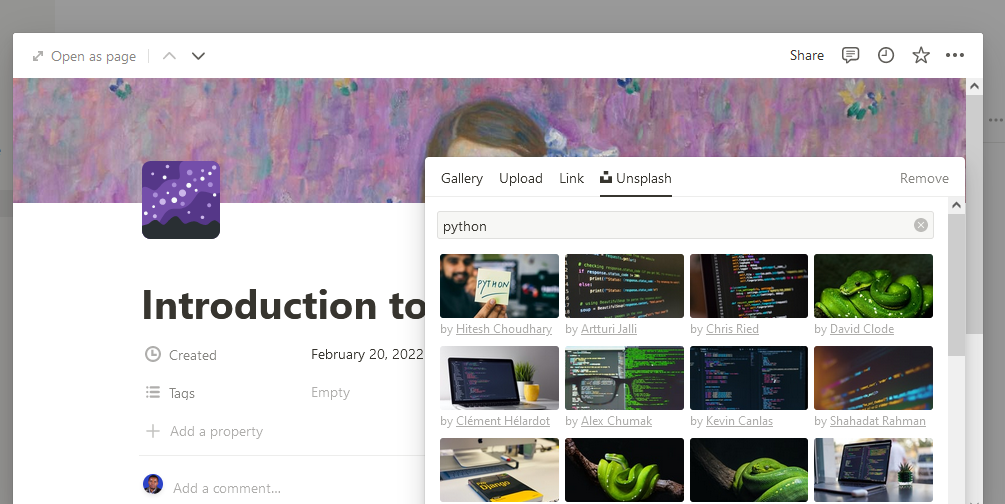 Open as page
Share
Gallery Upload Link Unsplash Remove
python
PYTHON
by Hitesh Choudhary by Artturi Jalli by Chris Ried by David Clode
Introduction to
Created February 20, 2022
Tags Empty
by Clément Hélardot by Alex Chumak by Kevin Canlas by Shahadat Rahman
Add a property
Django
Add a comment...